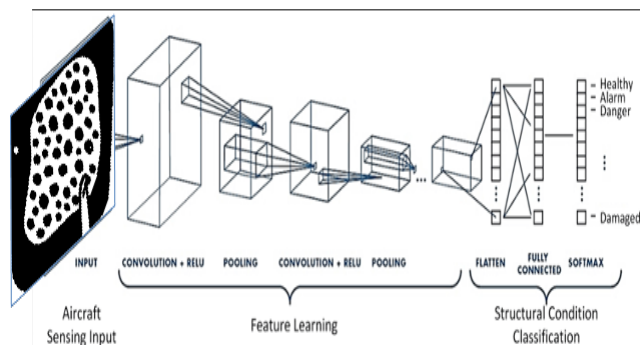 Healthy
Alarm
Danger
Damaged
INPUT CONVOLUTION + RELU POOLING CONVOLUTION + RELU POOLING FLATTEN FULLY CONNECTED SOFTMAX
Aircraft Sensing Input
Feature Learning
Structural Condition Classification